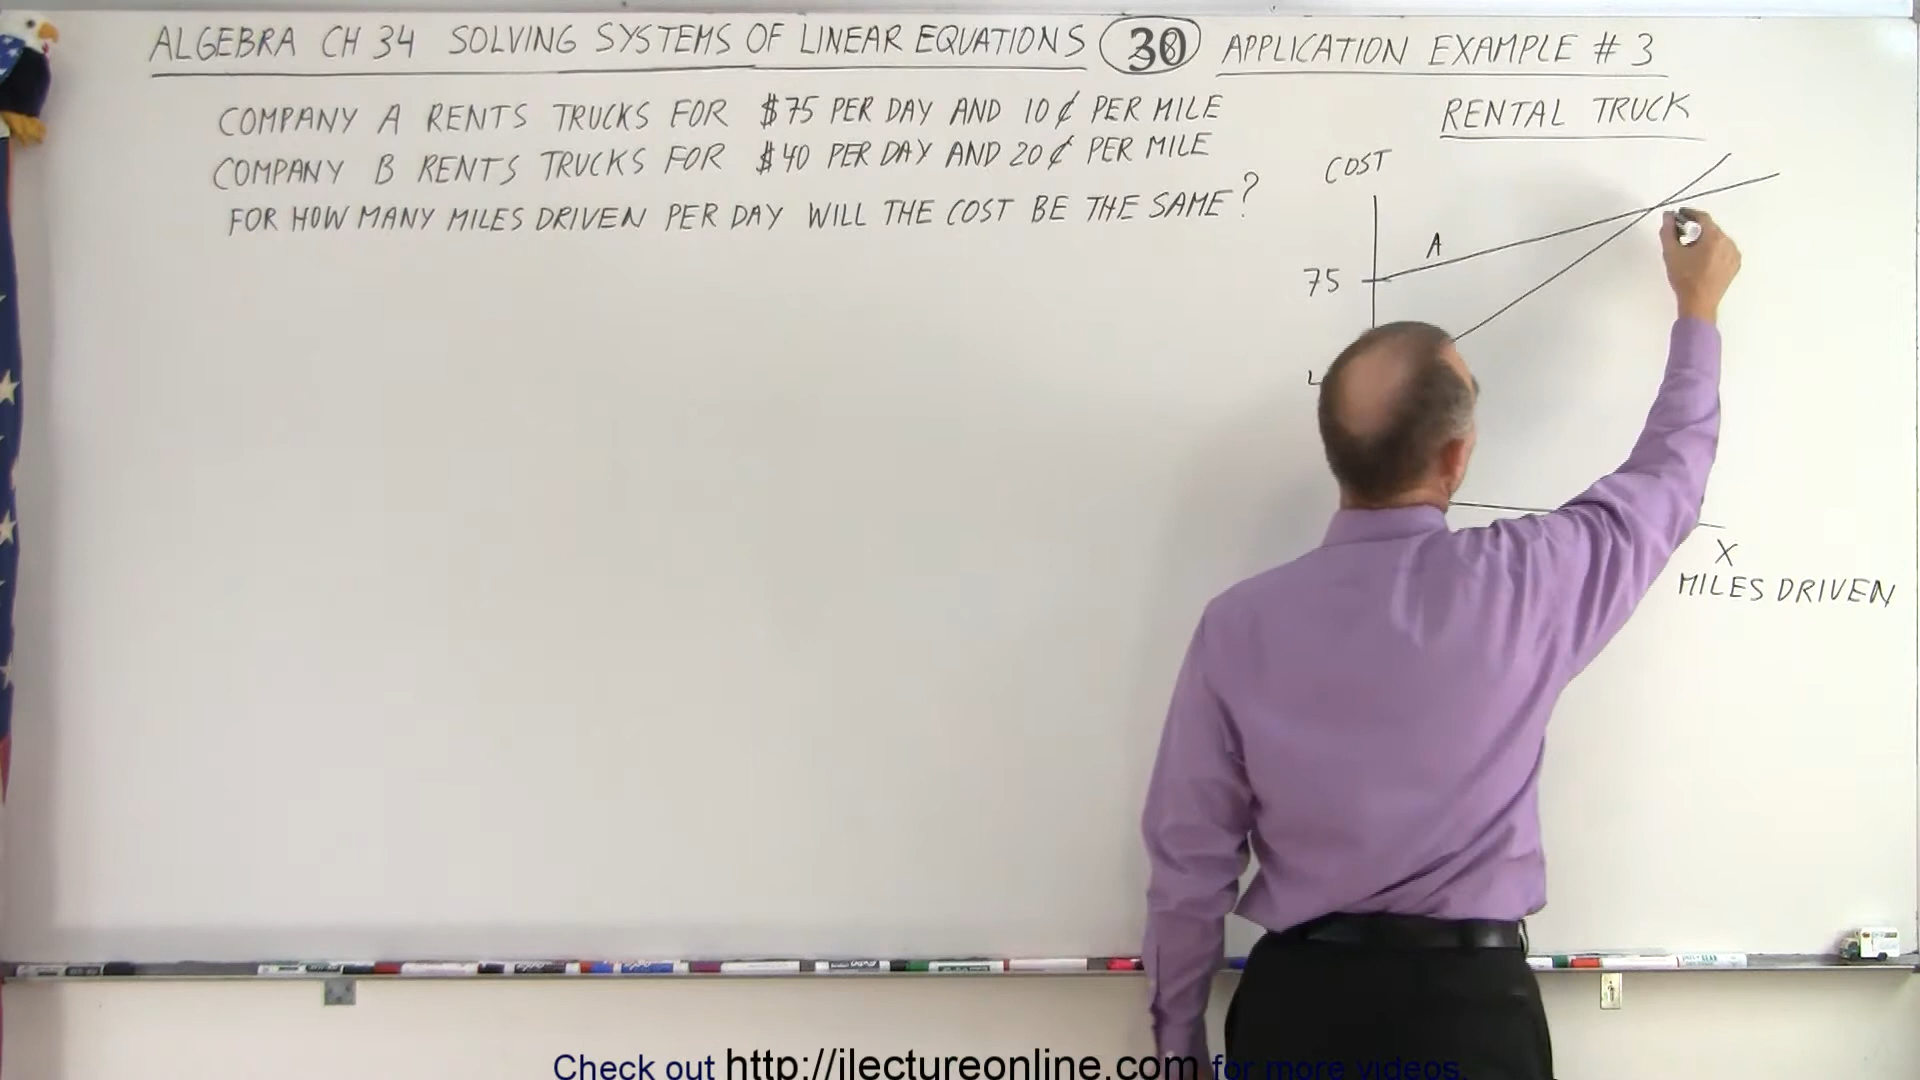 ALGEBRA CH 34 SOLVING SYSTEMS OF LINEAR EQUATIONS 30 APPLICATION EXAMPLE # 3
COMPANY A RENTS TRUCKS FOR $75 PER DAY AND 10¢ PER MILE
COMPANY B RENTS TRUCKS FOR $40 PER DAY AND 20¢ PER MILE
FOR HOW MANY MILES DRIVEN PER DAY WILL THE COST BE THE SAME?
RENTAL TRUCK
COST
A
75
X
MILES DRIVEN
Check out http://ilectureonline.com for more videos.